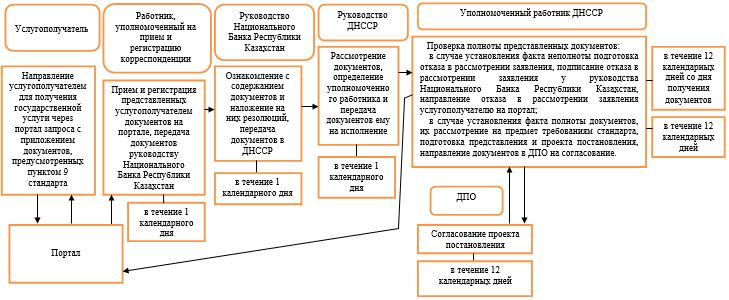 Услугополучатель
Работник,
уполномоченный на
прием и
регистрацию
корреспонденции
Руководство
Национального
Банка Республики
Казахстан
Руководство
ДНССР
Уполномоченный работник ДНССР
Направление
услугополучателем
для получения
государственной
услуги через
портал запроса с
приложением
документов,
предусмотренных
пунктом 9
стандарта
Прием и регистрация
представленных
услугополучателем
документов на
портале, передача
документов
руководству
Национального
Банка Республики
Казахстан
в течение 1
календарного
дня
Ознакомление с
содержанием
документов и
наложение на
них резолюций,
передача
документов в
ДНССР
в течение 1
календарного дня
Рассмотрение
документов,
определение
уполномоченно
го работника и
передача
документов ему
на исполнение
в течение 1
календарного
дня
Проверка полноты представленных документов:
в случае установления факта неполноты подготовка
отказа в рассмотрении заявления, подписание отказа в
рассмотрении заявления у руководства
Национального Банка Республики Казахстан,
направление отказа в рассмотрении заявления
услугополучателю на портал;
в случае установления факта полноты документов,
их рассмотрение на предмет требованиям стандарта,
подготовка представления и проекта постановления,
направление документов в ДПО на согласование.
в течение 12
календарных
дней со дня
получения
документов
в течение 12
календарных
дней
ДПО
Согласование проекта
постановления
в течение 12
календарных дней
Портал